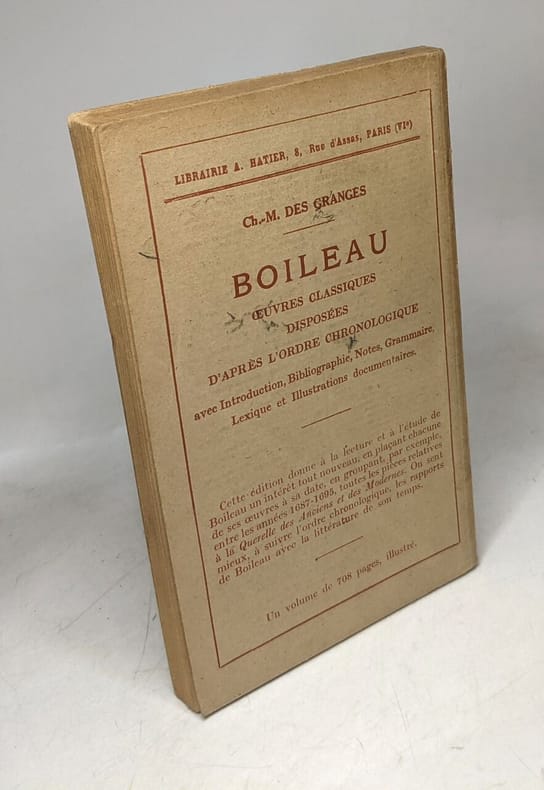 LIBRAIRIE A. HATIER, 8, Rue d'Assas, PARIS (VIe)
Ch.-M. DES GRANGES
BOILEAU
ŒUVRES CLASSIQUES
DISPOSÉES
D'APRÈS L'ORDRE CHRONOLOGIQUE
avec Introduction, Bibliographie, Notes, Grammaire,
Lexique et Illustrations documentaires.
Cette édition donne à la lecture et à l'étude de
Boileau un intérêt tout nouveau, en plaçant chacune
de ses œuvres à sa date, en groupant, par exemple,
entre les années 1687-1695, toutes les pièces relatives
à la Querelle des Anciens et des Modernes. On sent
mieux, à suivre l'ordre chronologique, les rapports
de Boileau avec la littérature de son temps.
Un volume de 708 pages, illustré.